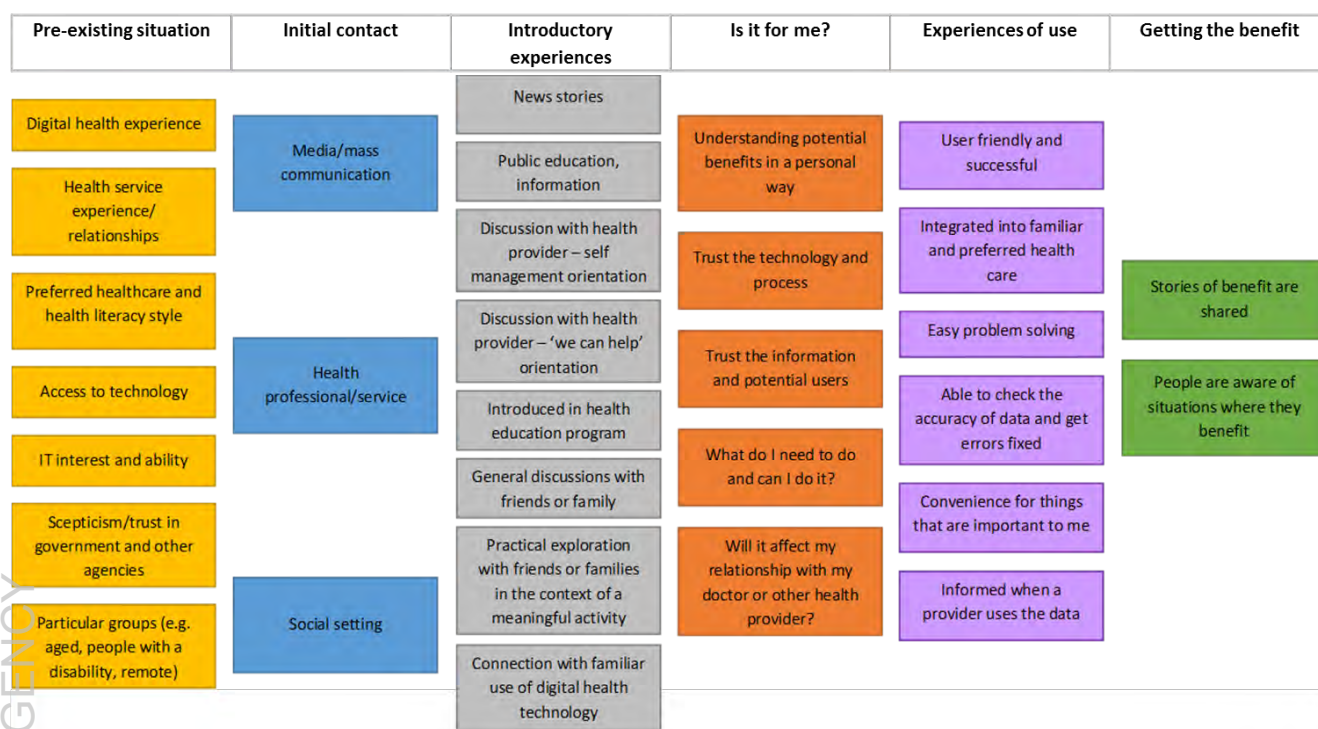 Pre-existing situation
Initial contact
Introductory
experiences
Is it for me?
Experiences of use
Getting the benefit
Digital health experience
Health service
experience/
relationships
Preferred healthcare and
health literacy style
Access to technology
IT interest and ability
Scepticism/trust in
government and other
agencies
Particular groups (e.g.
aged, people with a
disability, remote)
Media/mass
communication
Health
professional/service
Social setting
News stories
Public education,
information
Discussion with health
provider – self
management orientation
Discussion with health
provider – ‘we can help’
orientation
Introduced in health
education program
General discussions with
friends or family
Practical exploration
with friends or families
in the context of a
meaningful activity
Connection with familiar
use of digital health
technology
Understanding potential
benefits in a personal
way
Trust the technology and
process
Trust the information
and potential users
What do I need to do
and can I do it?
Will it affect my
relationship with my
doctor or other health
provider?
User friendly and
successful
Integrated into familiar
and preferred health
care
Easy problem solving
Able to check the
accuracy of data and get
errors fixed
Convenience for things
that are important to me
Informed when a
provider uses the data
Stories of benefit are
shared
People are aware of
situations where they
benefit
GENCY